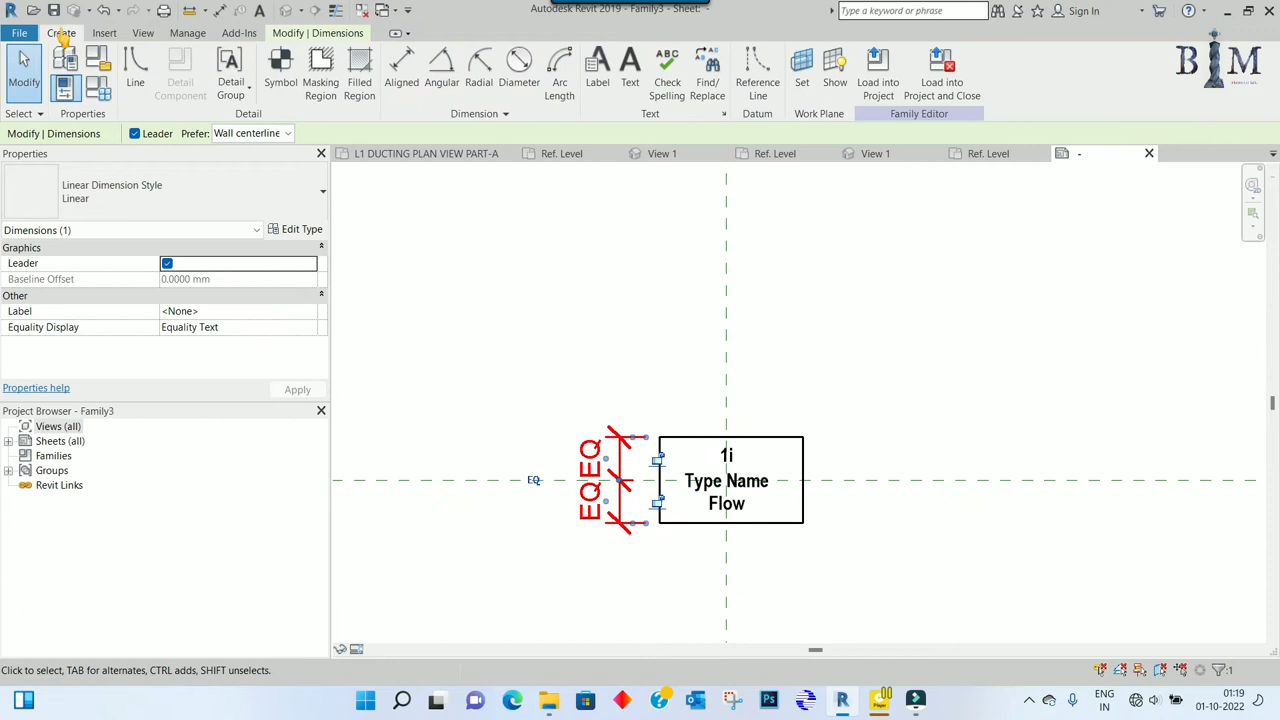 Autodesk Revit 2019 - Family3 - Sheet: -
Type a keyword or phrase
Sign In
File
Create
Insert
View
Manage
Add-Ins
Modify | Dimensions
Modify
Line
Detail
Component
Detail
Group
Symbol
Masking
Region
Filled
Region
Aligned
Angular
Radial
Diameter
Arc
Length
Label
Text
ABC
Check
Spelling
Find/
Replace
Reference
Line
Set
Show
Load into
Project
Load into
Project and Close
BIM
Select
Properties
Detail
Dimension
Text
Datum
Work Plane
Family Editor
Modify | Dimensions
Leader
Prefer:
Wall centerline
Properties
L1 DUCTING PLAN VIEW PART-A
Ref. Level
View 1
Ref. Level
View 1
Ref. Level
-
Linear Dimension Style
Linear
Dimensions (1)
Edit Type
Graphics
Leader
Baseline Offset
0.0000 mm
Other
Label
<None>
Equality Display
Equality Text
Properties help
Apply
Project Browser - Family3
Views (all)
Sheets (all)
Families
Groups
Revit Links
EQ
EQ
EQ
1i
Type Name
Flow
Click to select, TAB for alternates, CTRL adds, SHIFT unselects.
:1
ENG
IN
01:19
01-10-2022